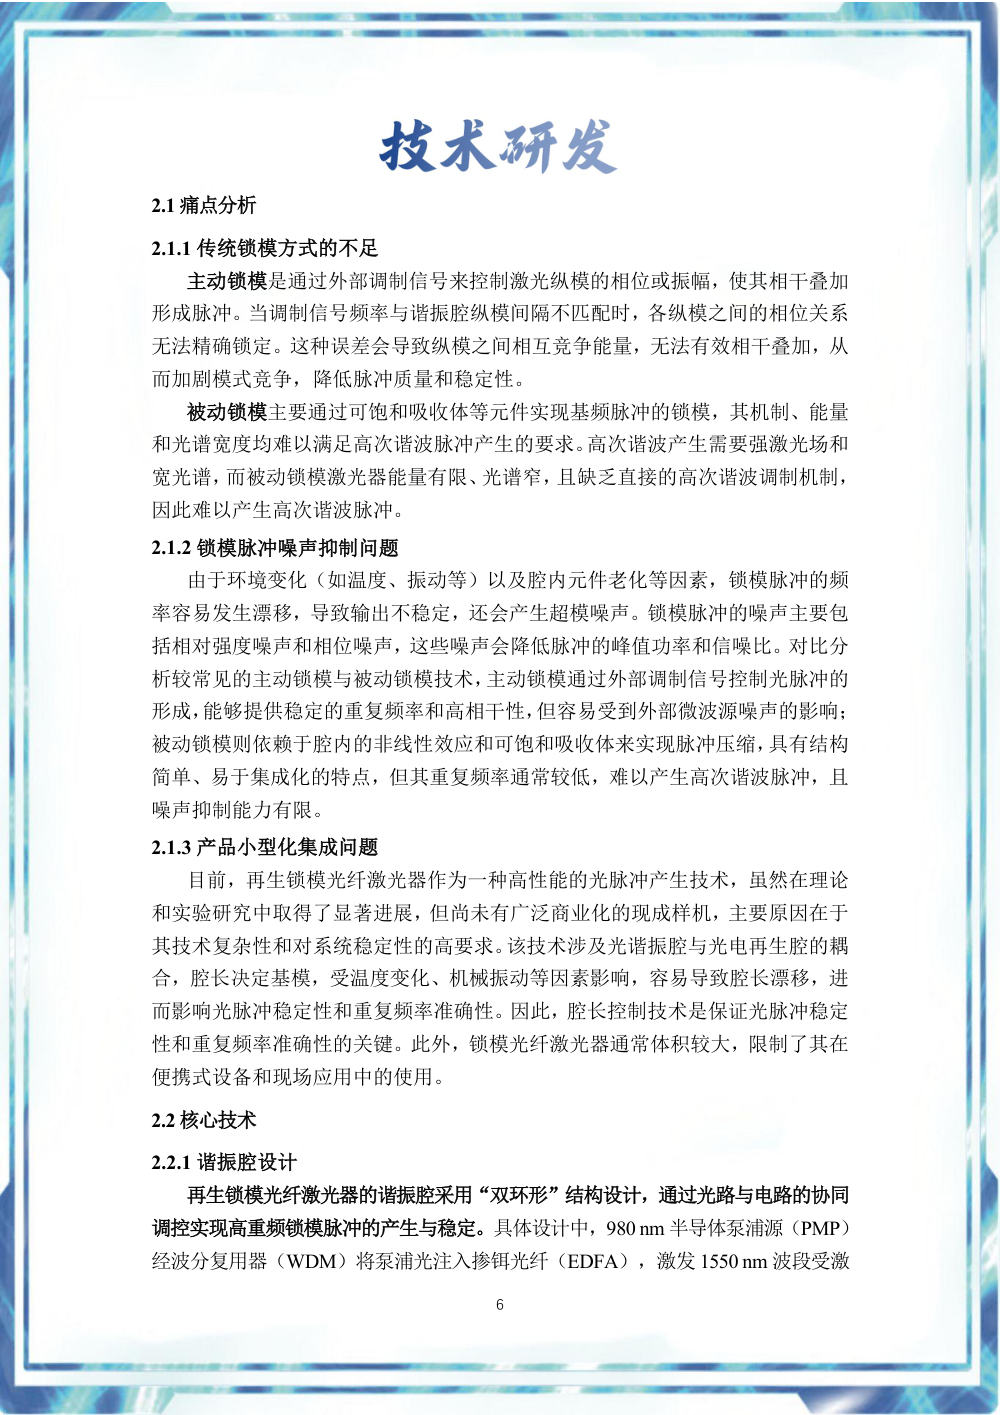 技术研发
2.1 痛点分析
2.1.1 传统锁模方式的不足
主动锁模是通过外部调制信号来控制激光纵模的相位或振幅，使其相干叠加
形成脉冲。当调制信号频率与谐振腔纵模间隔不匹配时，各纵模之间的相位关系
无法精确锁定。这种误差会导致纵模之间相互竞争能量，无法有效相干叠加，从
而加剧模式竞争，降低脉冲质量和稳定性。
被动锁模主要通过可饱和吸收体等元件实现基频脉冲的锁模，其机制、能量
和光谱宽度均难以满足高次谐波脉冲产生的要求。高次谐波产生需要强激光场和
宽光谱，而被动锁模激光器能量有限、光谱窄，且缺乏直接的高次谐波调制机制，
因此难以产生高次谐波脉冲。
2.1.2 锁模脉冲噪声抑制问题
由于环境变化（如温度、振动等）以及腔内元件老化等因素，锁模脉冲的频
率容易发生漂移，导致输出不稳定，还会产生超模噪声。锁模脉冲的噪声主要包
括相对强度噪声和相位噪声，这些噪声会降低脉冲的峰值功率和信噪比。对比分
析较常见的主动锁模与被动锁模技术，主动锁模通过外部调制信号控制光脉冲的
形成，能够提供稳定的重复频率和高相干性，但容易受到外部微波源噪声的影响；
被动锁模则依赖于腔内的非线性效应和可饱和吸收体来实现脉冲压缩，具有结构
简单、易于集成化的特点，但其重复频率通常较低，难以产生高次谐波脉冲，且
噪声抑制能力有限。
2.1.3 产品小型化集成问题
目前，再生锁模光纤激光器作为一种高性能的光脉冲产生技术，虽然在理论
和实验研究中取得了显著进展，但尚未有广泛商业化的现成样机，主要原因在于
其技术复杂性和对系统稳定性的高要求。该技术涉及光谐振腔与光电再生腔的耦
合，腔长决定基模，受温度变化、机械振动等因素影响，容易导致腔长漂移，进
而影响光脉冲稳定性和重复频率准确性。因此，腔长控制技术是保证光脉冲稳定
性和重复频率准确性的关键。此外，锁模光纤激光器通常体积较大，限制了其在
便携式设备和现场应用中的使用。
2.2 核心技术
2.2.1 谐振腔设计
再生锁模光纤激光器的谐振腔采用“双环形”结构设计，通过光路与电路的协同
调控实现高重频锁模脉冲的产生与稳定。具体设计中，980 nm 半导体泵浦源（PMP）
经波分复用器（WDM）将泵浦光注入掺铒光纤（EDFA），激发 1550 nm 波段受激
6